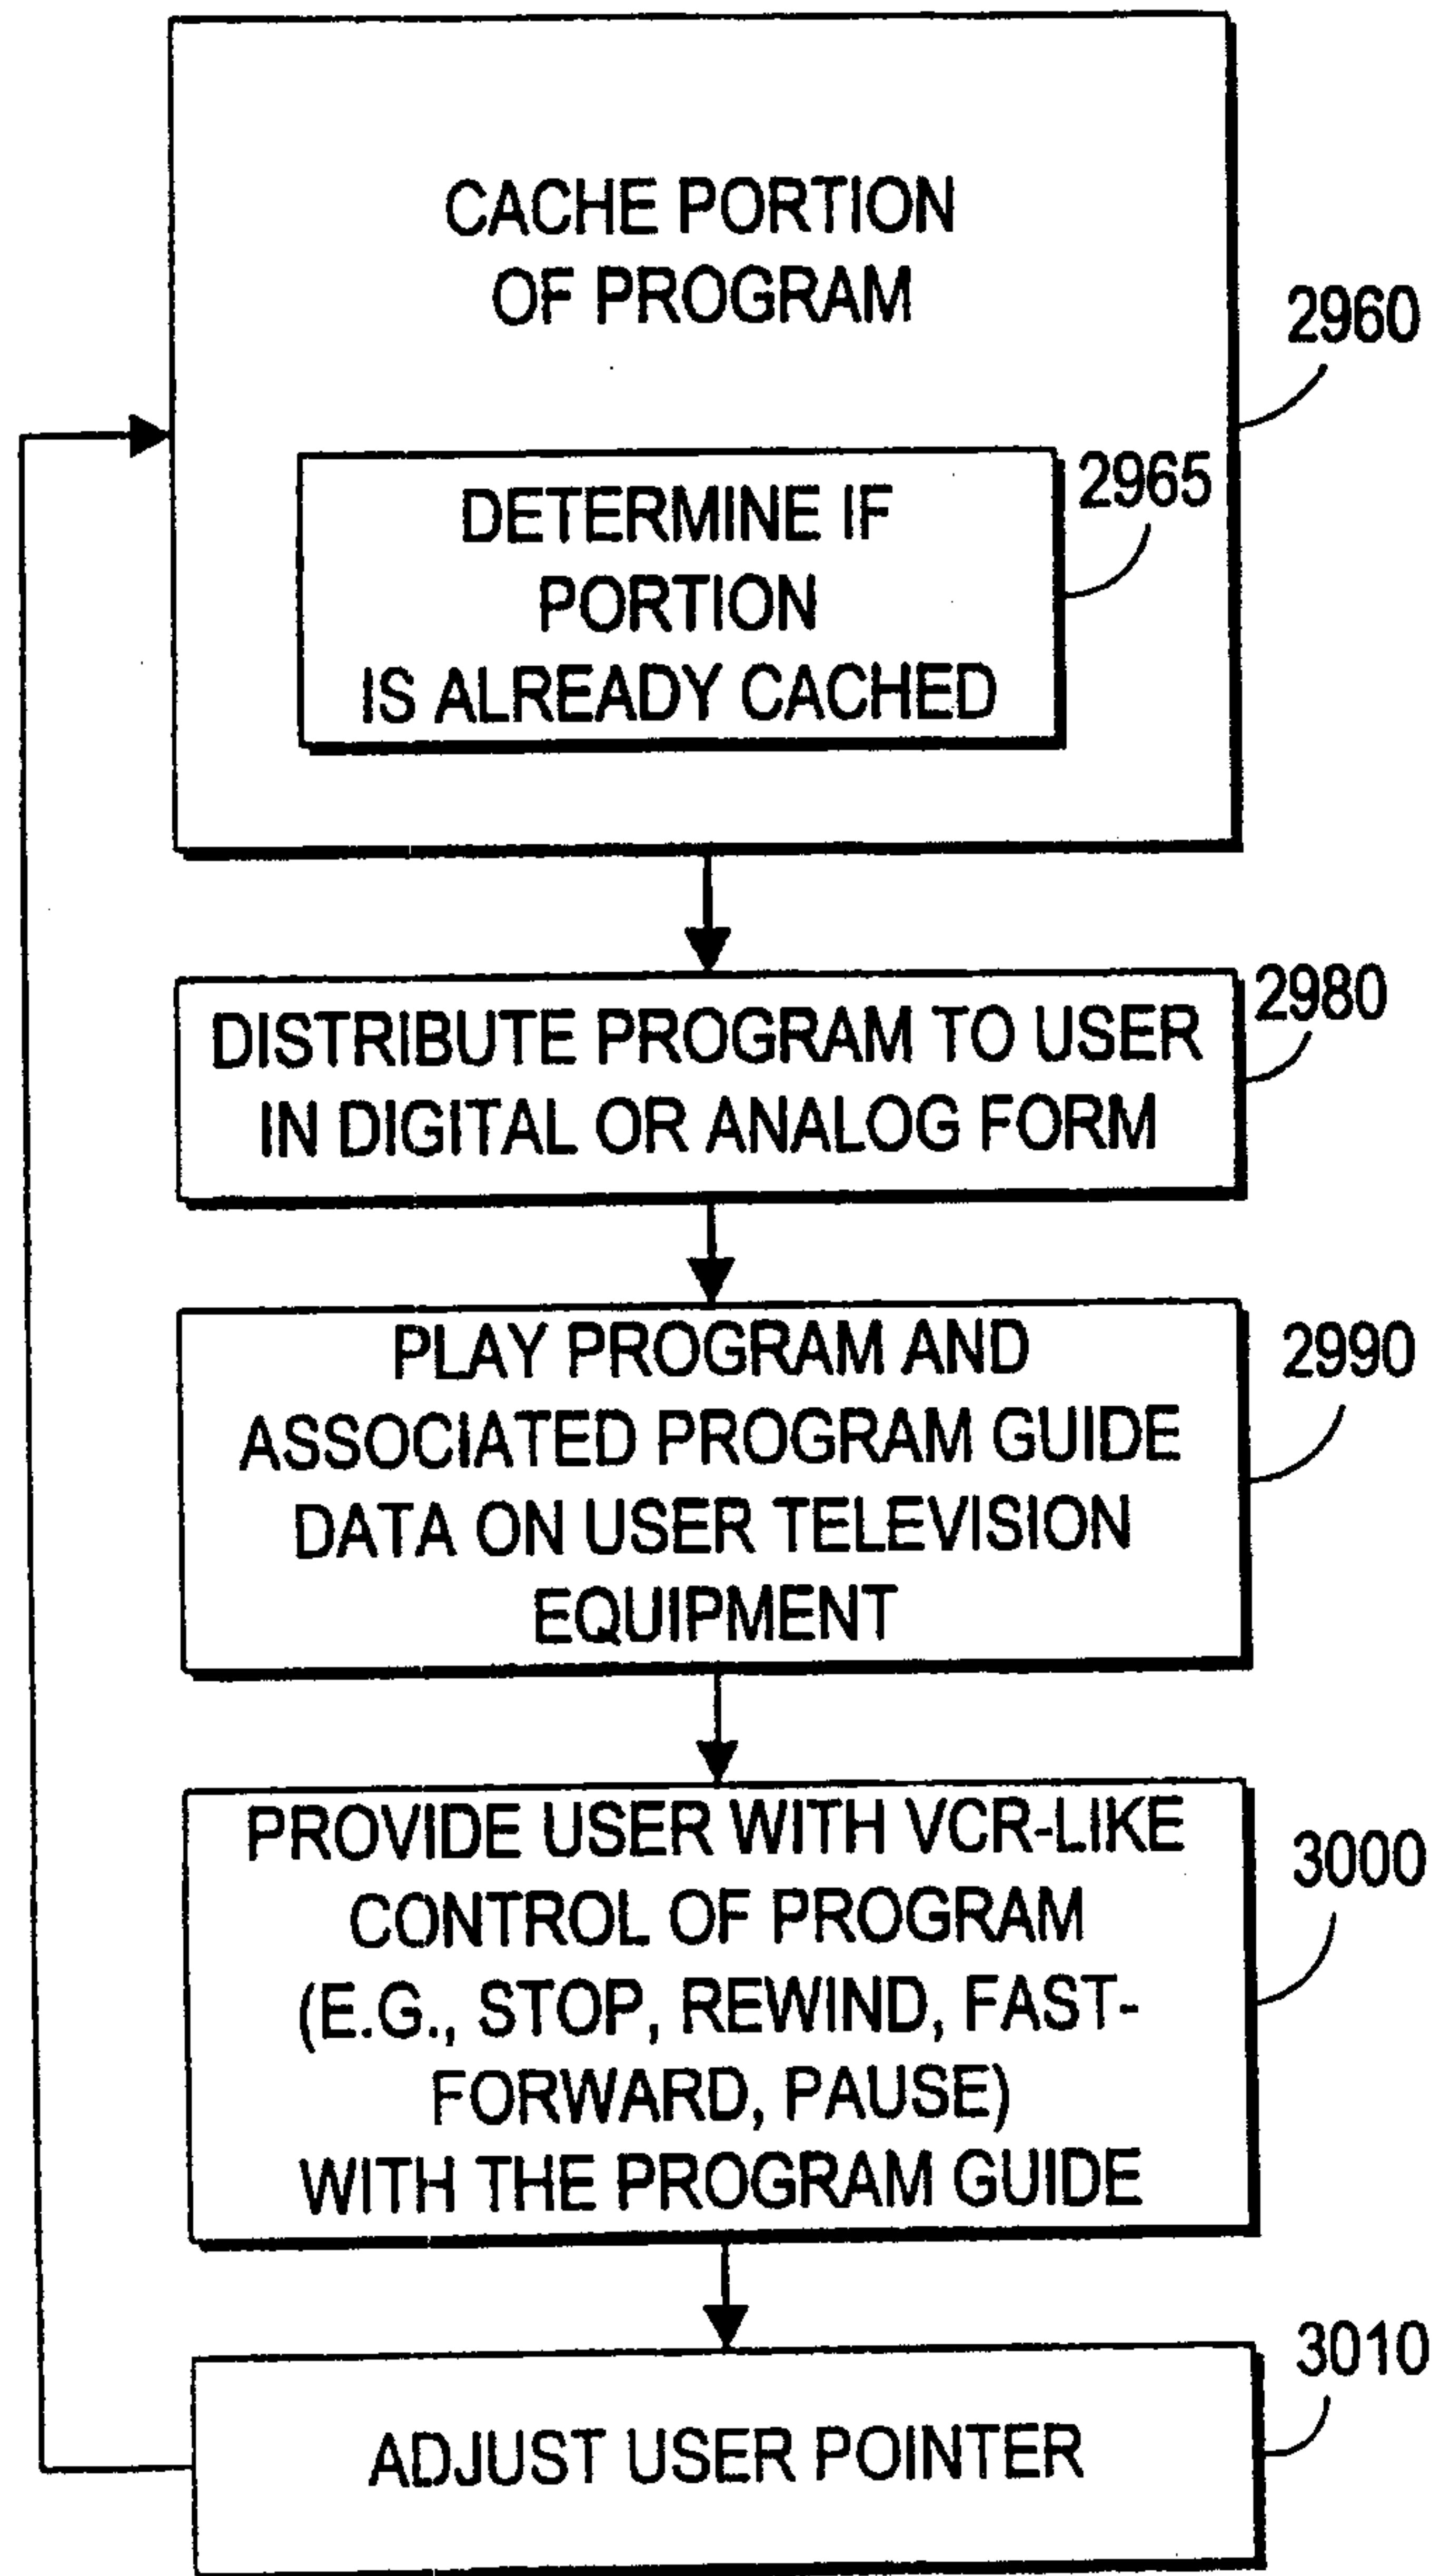 CACHE PORTION
OF PROGRAM
2960
2965
DETERMINE IF
PORTION
IS ALREADY CACHED
2980
DISTRIBUTE PROGRAM TO USER
IN DIGITAL OR ANALOG FORM
2990
PLAY PROGRAM AND
ASSOCIATED PROGRAM GUIDE
DATA ON USER TELEVISION
EQUIPMENT
3000
PROVIDE USER WITH VCR-LIKE
CONTROL OF PROGRAM
(E.G., STOP, REWIND, FAST-
FORWARD, PAUSE)
WITH THE PROGRAM GUIDE
3010
ADJUST USER POINTER